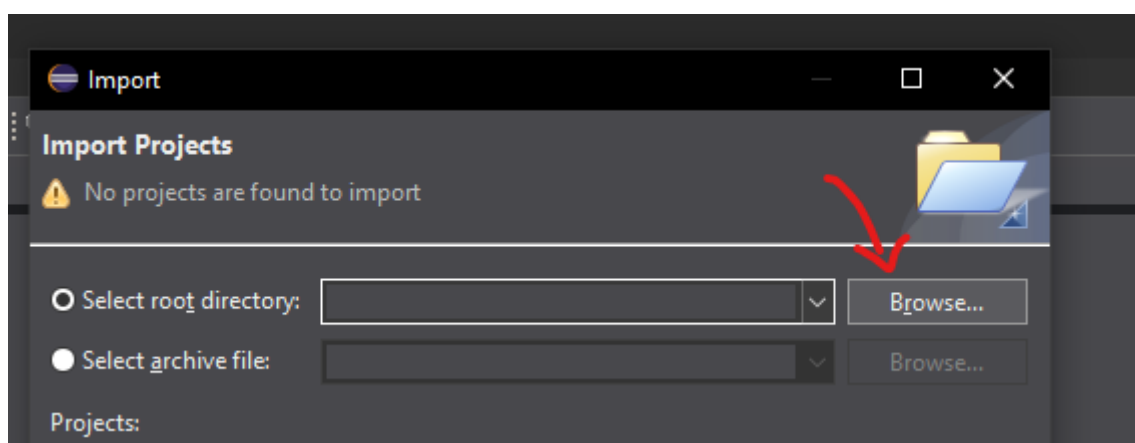 Import
Import Projects
No projects are found to import
Select root directory:
Browse...
Select archive file:
Browse...
Projects: